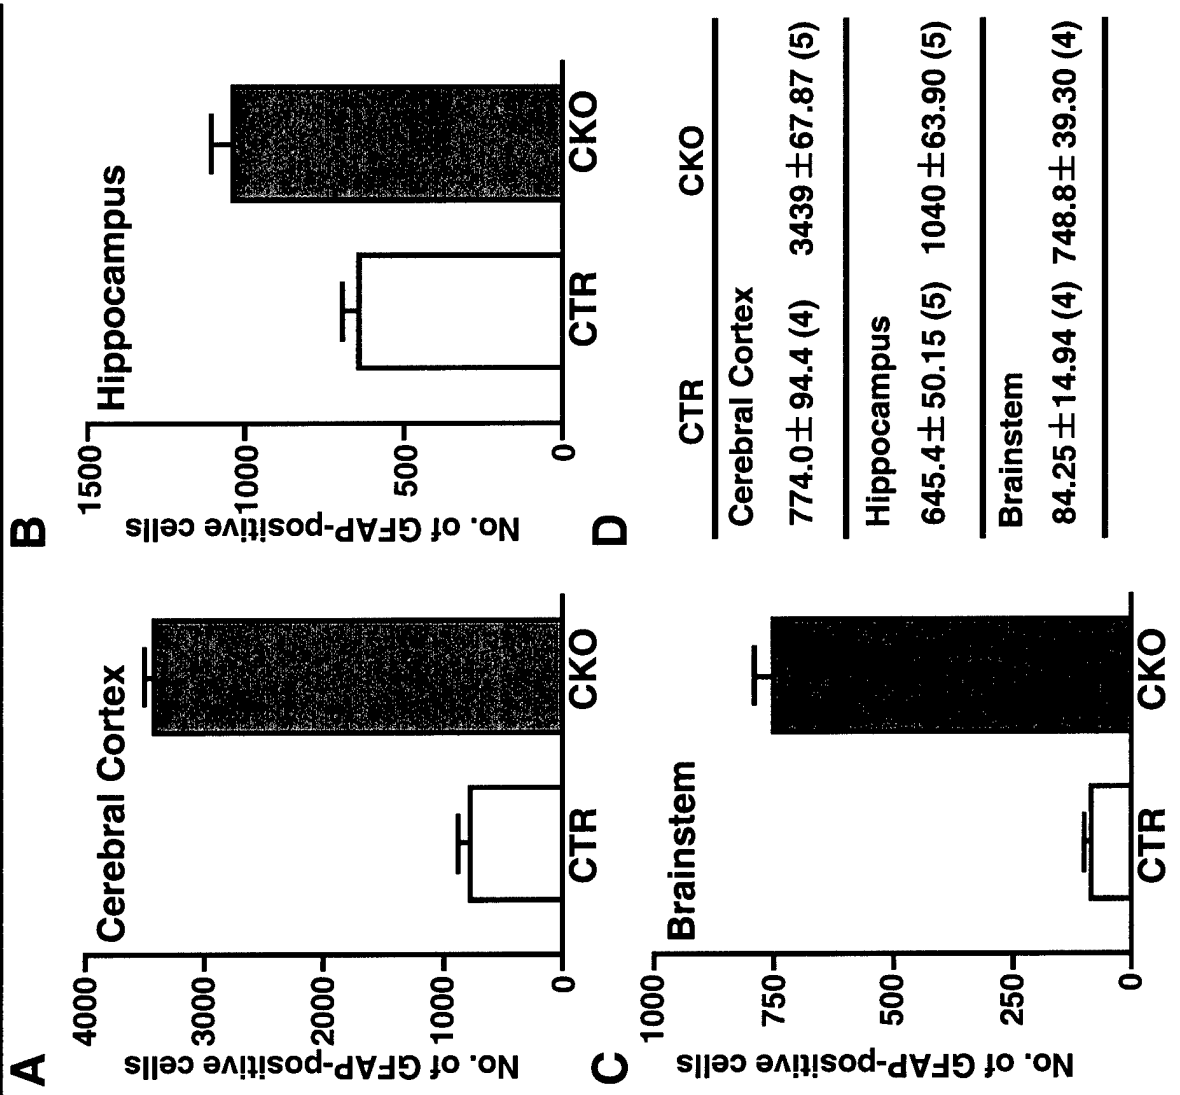 A
Cerebral Cortex
No. of GFAP-positive cells
4000
3000
2000
1000
0
CTR CKO
B
Hippocampus
No. of GFAP-positive cells
1500
1000
500
0
CTR CKO
C
Brainstem
No. of GFAP-positive cells
1000
750
500
250
0
CTR CKO
D
CTR CKO
Cerebral Cortex
774.0±94.4 (4) 3439±67.87 (5)
Hippocampus
645.4±50.15 (5) 1040±63.90 (5)
Brainstem
84.25±14.94 (4) 748.8±39.30 (4)